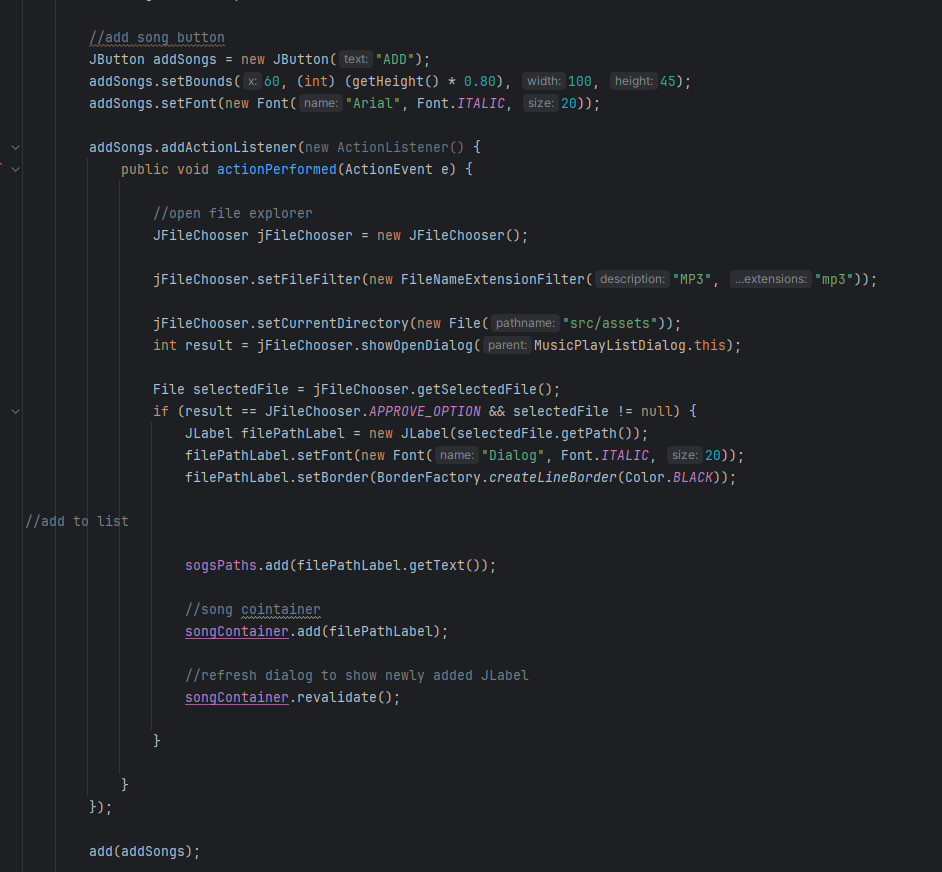 //add song button
JButton addSongs = new JButton( text: "ADD");
addSongs.setBounds( x: 60, (int) (getHeight() * 0.80), width: 100, height: 45);
addSongs.setFont(new Font( name: "Arial", Font.ITALIC, size: 20));
addSongs.addActionListener(new ActionListener() {
public void actionPerformed(ActionEvent e) {
//open file explorer
JFileChooser jFileChooser = new JFileChooser();
jFileChooser.setFileFilter(new FileNameExtensionFilter( description: "MP3", ...extensions: "mp3"));
jFileChooser.setCurrentDirectory(new File( pathname: "src/assets"));
int result = jFileChooser.showOpenDialog( parent: MusicPlayListDialog.this);
File selectedFile = jFileChooser.getSelectedFile();
if (result == JFileChooser.APPROVE_OPTION && selectedFile != null) {
JLabel filePathLabel = new JLabel(selectedFile.getPath());
filePathLabel.setFont(new Font( name: "Dialog", Font.ITALIC, size: 20));
filePathLabel.setBorder(BorderFactory.createLineBorder(Color.BLACK));
//add to list
sogsPaths.add(filePathLabel.getText());
//song cointainer
songContainer.add(filePathLabel);
//refresh dialog to show newly added JLabel
songContainer.revalidate();
}
}
});
add(addSongs);